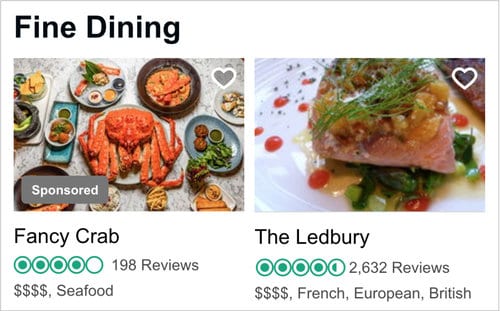 Fine Dining
Sponsored
Fancy Crab
198 Reviews
$$$$, Seafood
The Ledbury
2,632 Reviews
$$$$, French, European, British